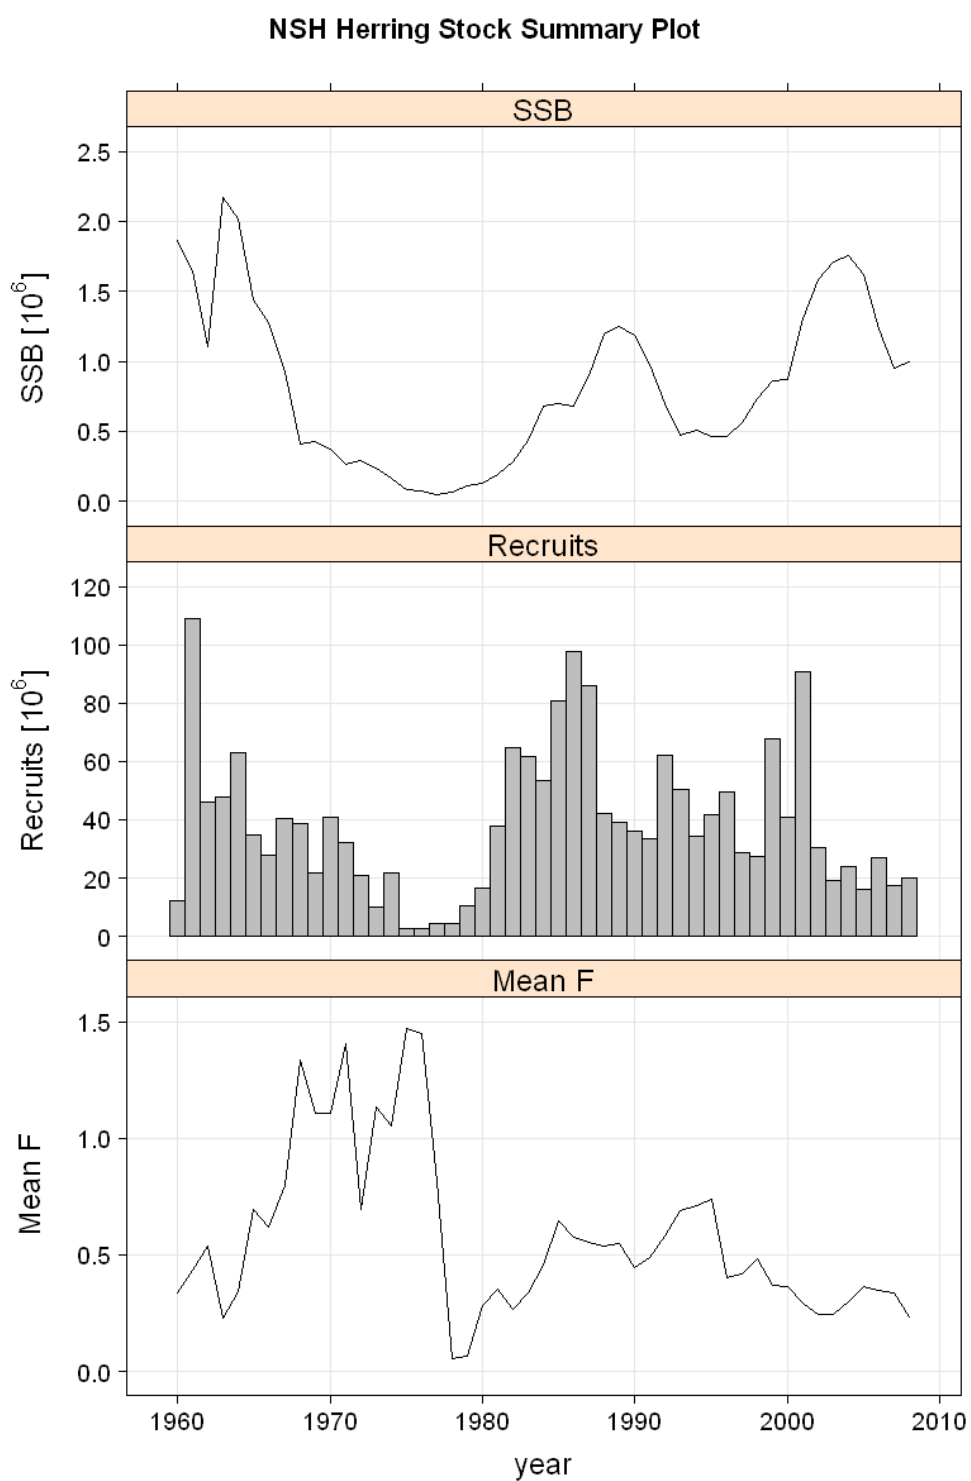 NSH Herring Stock Summary Plot
SSB
SSB [10^6]
2.5
2.0
1.5
1.0
0.5
0.0
Recruits
Recruits [10^6]
120
100
80
60
40
20
0
Mean F
Mean F
1.5
1.0
0.5
0.0
1960 1970 1980 1990 2000 2010
year